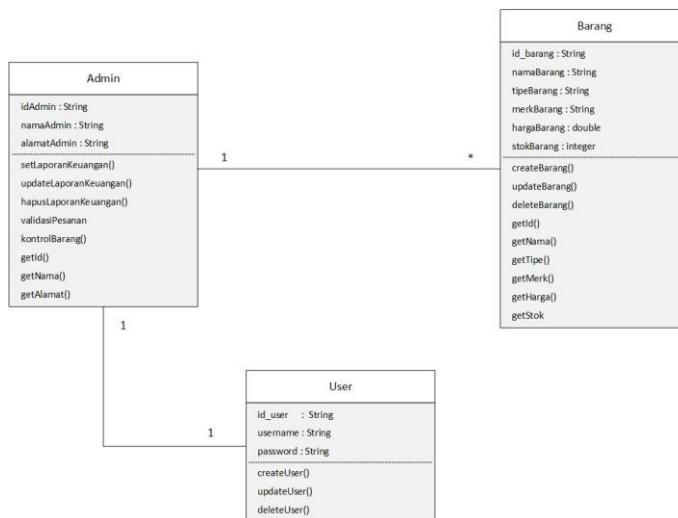 Admin
idAdmin : String
namaAdmin : String
alamatAdmin : String
setLaporanKeuangan()
updateLaporanKeuangan()
hapusLaporanKeuangan()
validasiPesanan
kontrolBarang()
getId()
getNama()
getAlamat()
1
*
Barang
id_barang : String
namaBarang : String
tipeBarang : String
merkBarang : String
hargaBarang : double
stokBarang : integer
createBarang()
updateBarang()
deleteBarang()
getId()
getNama()
getTipe()
getMerk()
getHarga()
getStok
1
1
User
id_user : String
username : String
password : String
createUser()
updateUser()
deleteUser()